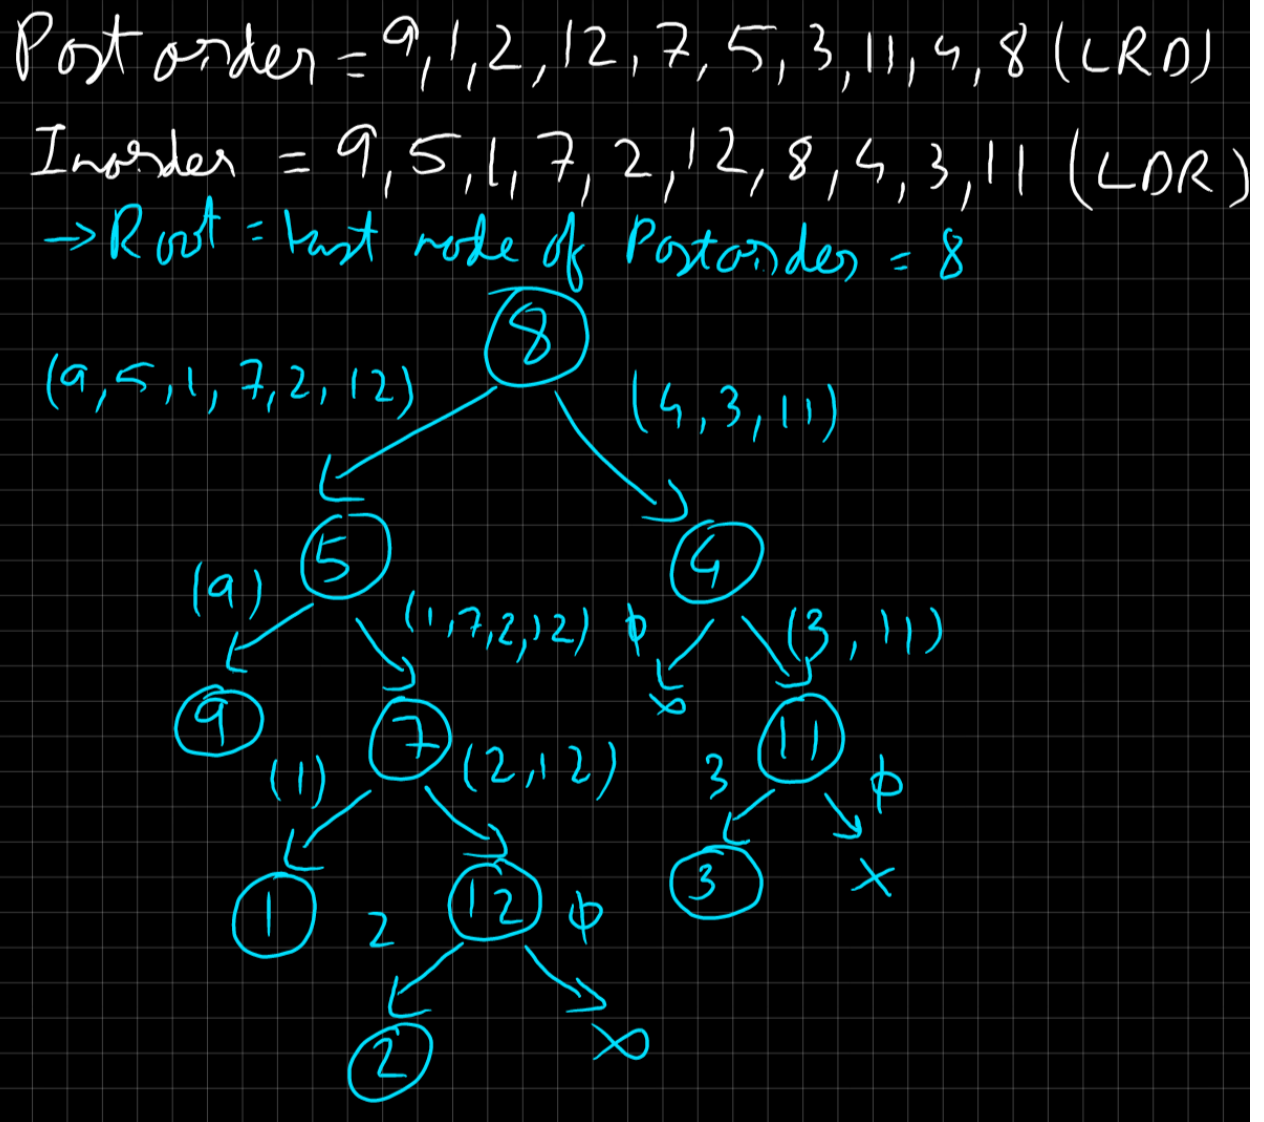 Postorder = 9,1,2,12,7,5,3,11,4,8 (LRD)
Inorder = 9,5,1,7,2,12,8,4,3,11 (LDR)
→Root = last node of Postorder = 8
8
(9,5,1,7,2,12) (4,3,11)
5 4
(9) (1,7,2,12) ϕ (3,11)
9 7 x 11
(1) (2,12) 3 ϕ
1 12 3 x
2 ϕ
2 x